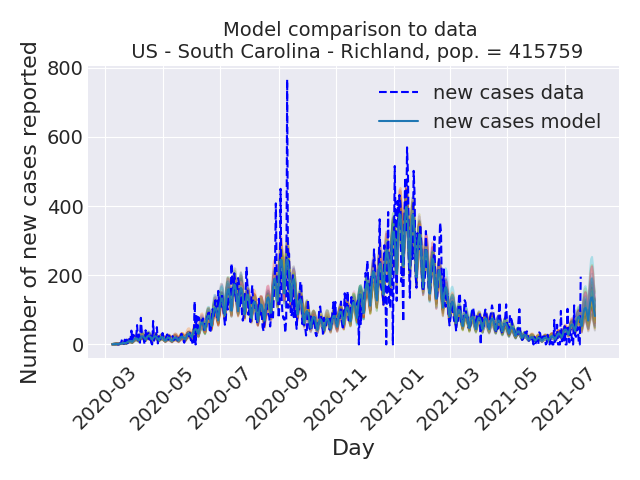 Model comparison to data
US - South Carolina - Richland, pop. = 415759
Number of new cases reported
800
600
400
200
0
new cases data
new cases model
2020-03
2020-05
2020-07
2020-09
2020-11
2021-01
2021-03
2021-05
2021-07
Day